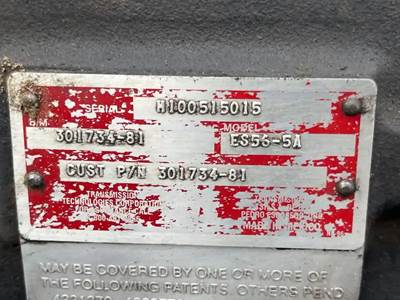 SERIAL M100515015
B/M MODEL
301734-81 ES56-5A
CUST P/N 301734-81
TRANSMISSION
TECHNOLOGIES CORPORATION
MADE IN MEXICO
MAY BE COVERED BY ONE OR MORE OF
THE FOLLOWING PATENTS. OTHERS PEND